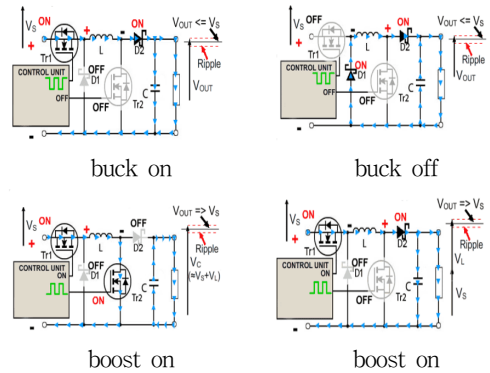 ON
+
ON
VOUT <= VS
VS
+
Tr1
L
D2
Ripple
CONTROL UNIT
OFF
D1
VOUT
OFF
OFF
Tr2
C
-
buck on
OFF
-
+
ON
VOUT <= VS
VS
+
Tr1
L
D2
Ripple
CONTROL UNIT
ON
D1
VOUT
OFF
OFF
Tr2
C
-
buck off
ON
+
-
OFF
VOUT => VS
VS
+
Tr1
L
D2
Ripple
CONTROL UNIT
ON
OFF
D1
VC
(=VS+VL)
ON
Tr2
C
-
boost on
ON
-
+
ON
VOUT => VS
VS
+
Tr1
L
D2
Ripple
CONTROL UNIT
ON
OFF
D1
VL
OFF
Tr2
C
VS
-
boost on